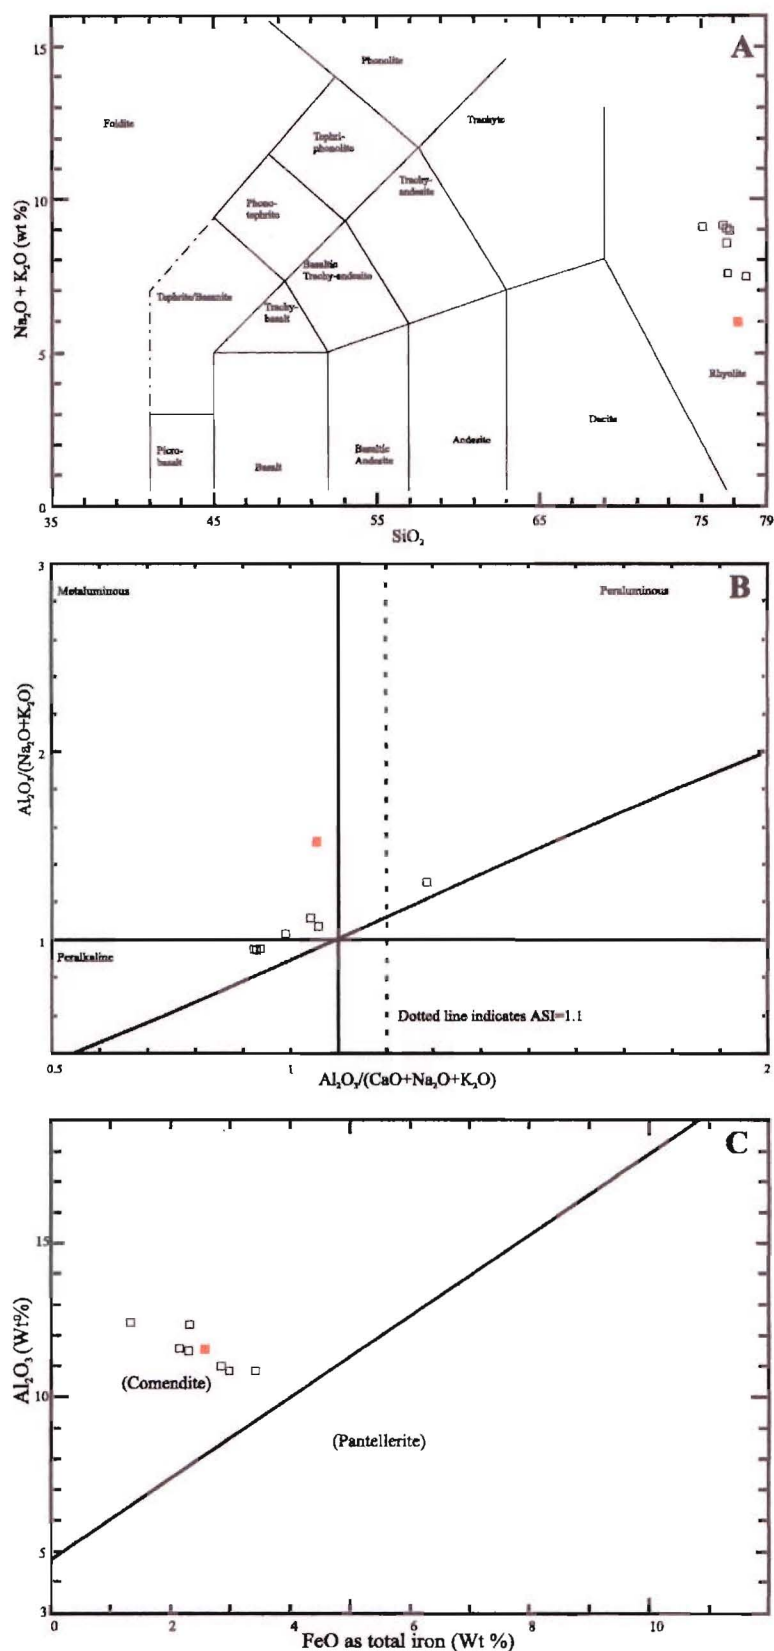 A
15
Phonolite
Foidite
Tephri-
phonolite
Trachyte
Trachy-
andesite
10
Phono-
tephrite
Na₂O + K₂O (wt %)
Basaltic
Trachy-andesite
Tephrite/Basanite
Trachy-
basalt
5
Rhyolite
Dacite
Andesite
Picro-
basalt
Basalt
Basaltic
Andesite
0
35 45 55 65 75 79
SiO₂
3
Metaluminous
Peraluminous
B
Al₂O₃/(Na₂O+K₂O)
2
1
Peralkaline
Dotted line indicates ASI=1.1
0.5 1 2
Al₂O₃/(CaO+Na₂O+K₂O)
C
15
Al₂O₃ (Wt%)
(Comendite)
10
(Pantellerite)
5
3
0 2 4 6 8 10
FeO as total iron (Wt %)